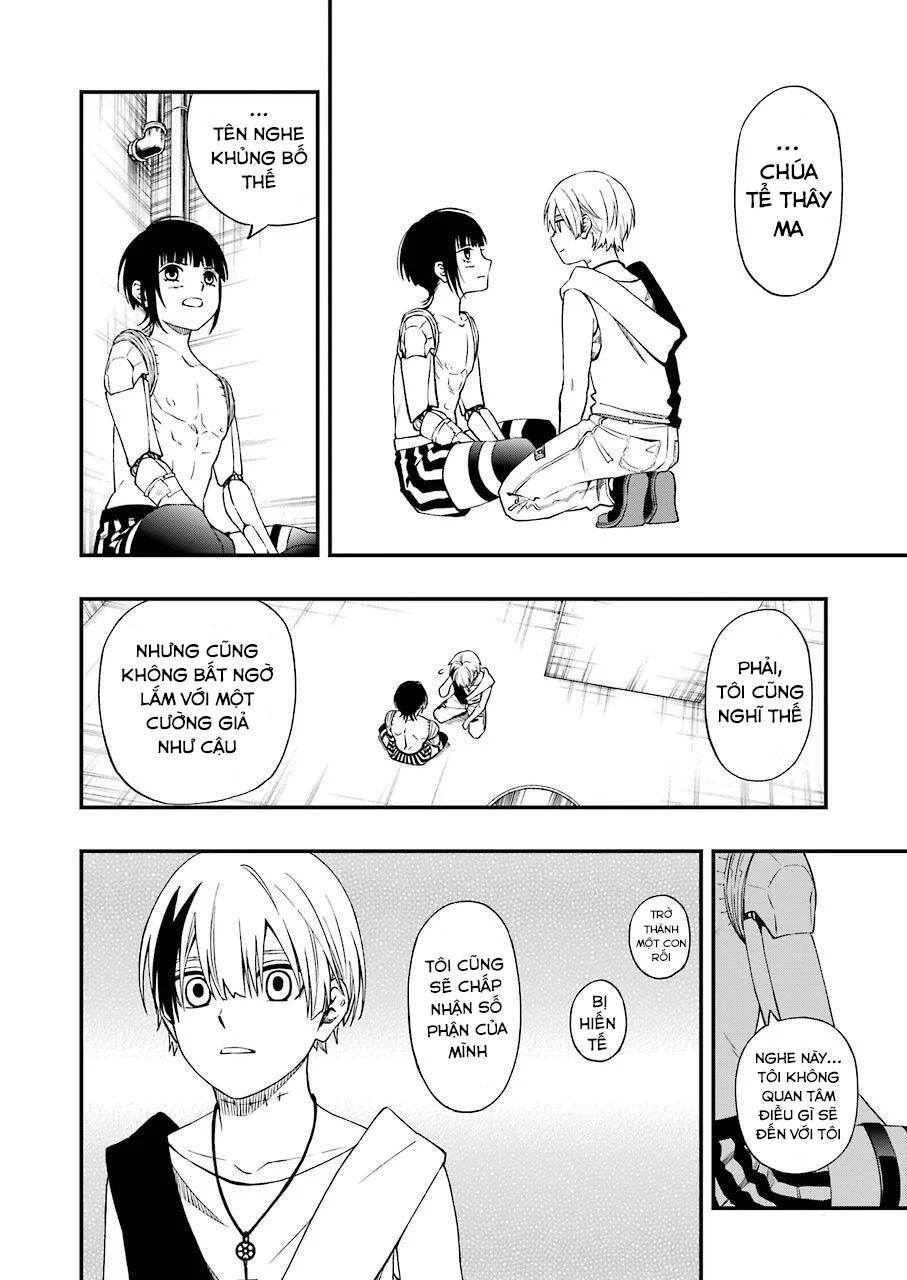 ...
CHÚA
TỂ THÂY
MA
...
TÊN NGHE
KHỦNG BỐ
THẾ
PHẢI,
TÔI CŨNG
NGHĨ THẾ
NHƯNG CŨNG
KHÔNG BẤT NGỜ
LẮM VỚI MỘT
CƯỜNG GIẢ
NHƯ CẬU
NGHE NÀY...
TÔI KHÔNG
QUAN TÂM
ĐIỀU GÌ SẼ
ĐẾN VỚI TÔI
TRỞ
THÀNH
MỘT CON
RỐI
BỊ
HIẾN
TẾ
TÔI CŨNG
SẼ CHẤP
NHẬN SỐ
PHẬN CỦA
MÌNH